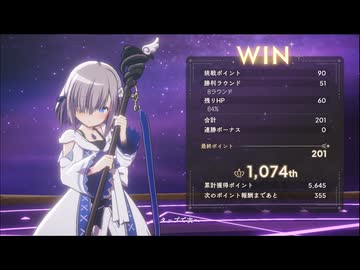 WIN
挑戦ポイント 90
勝利ラウンド 51
8ラウンド
残りHP 60
64%
合計 201
連勝ボーナス 0
最終ポイント
201
1,074th
累計獲得ポイント 5,645
次のポイント報酬まであと 355